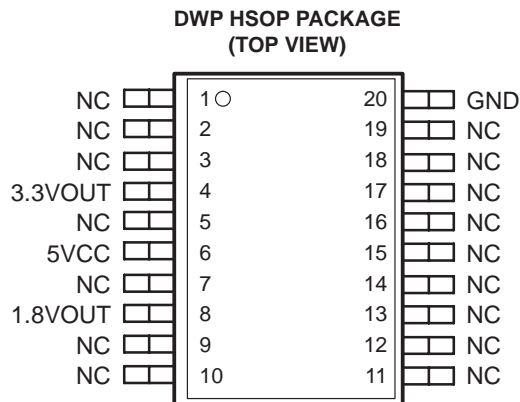 DWP HSOP PACKAGE
(TOP VIEW)
NC 1 20 GND
NC 2 19 NC
NC 3 18 NC
3.3VOUT 4 17 NC
NC 5 16 NC
5VCC 6 15 NC
NC 7 14 NC
1.8VOUT 8 13 NC
NC 9 12 NC
NC 10 11 NC